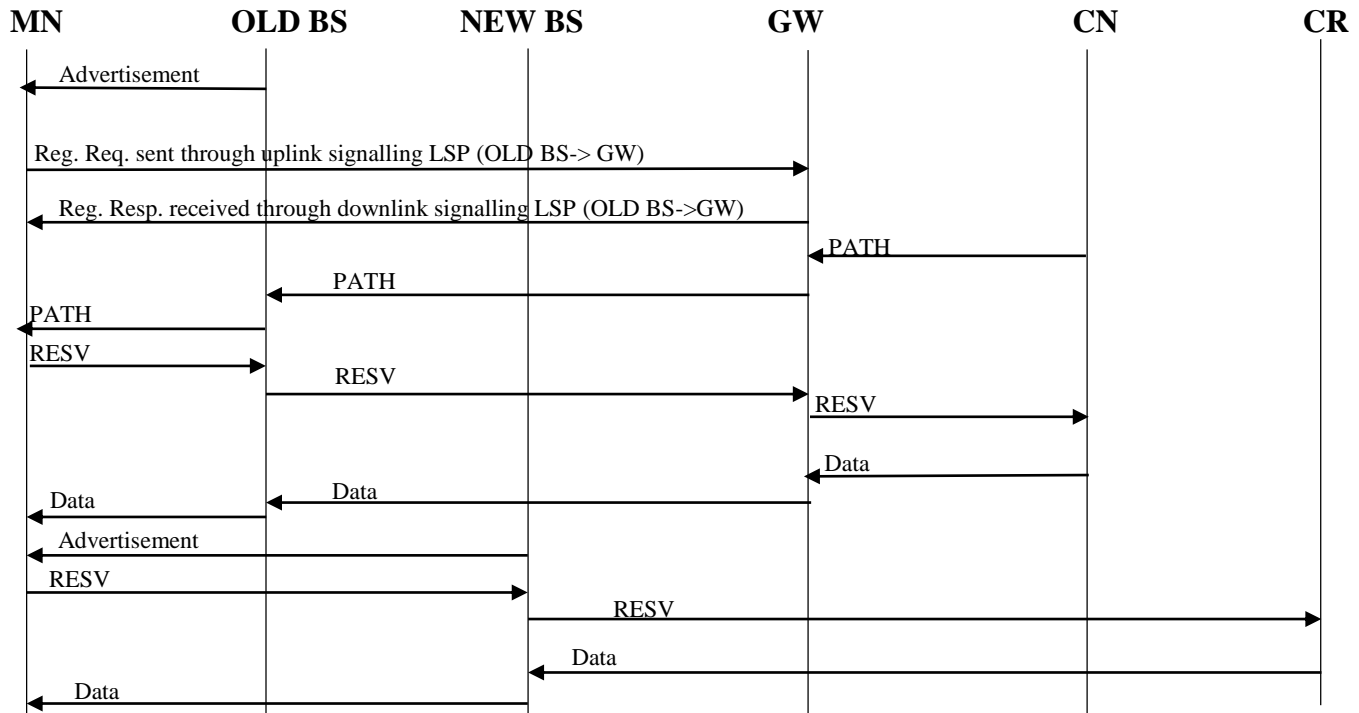 MN OLD BS NEW BS GW CN CR
Advertisement
Reg. Req. sent through uplink signalling LSP (OLD BS-> GW)
Reg. Resp. received through downlink signalling LSP (OLD BS->GW)
PATH
PATH
PATH
RESV
RESV
RESV
Data
Data
Data
Advertisement
RESV
RESV
Data
Data